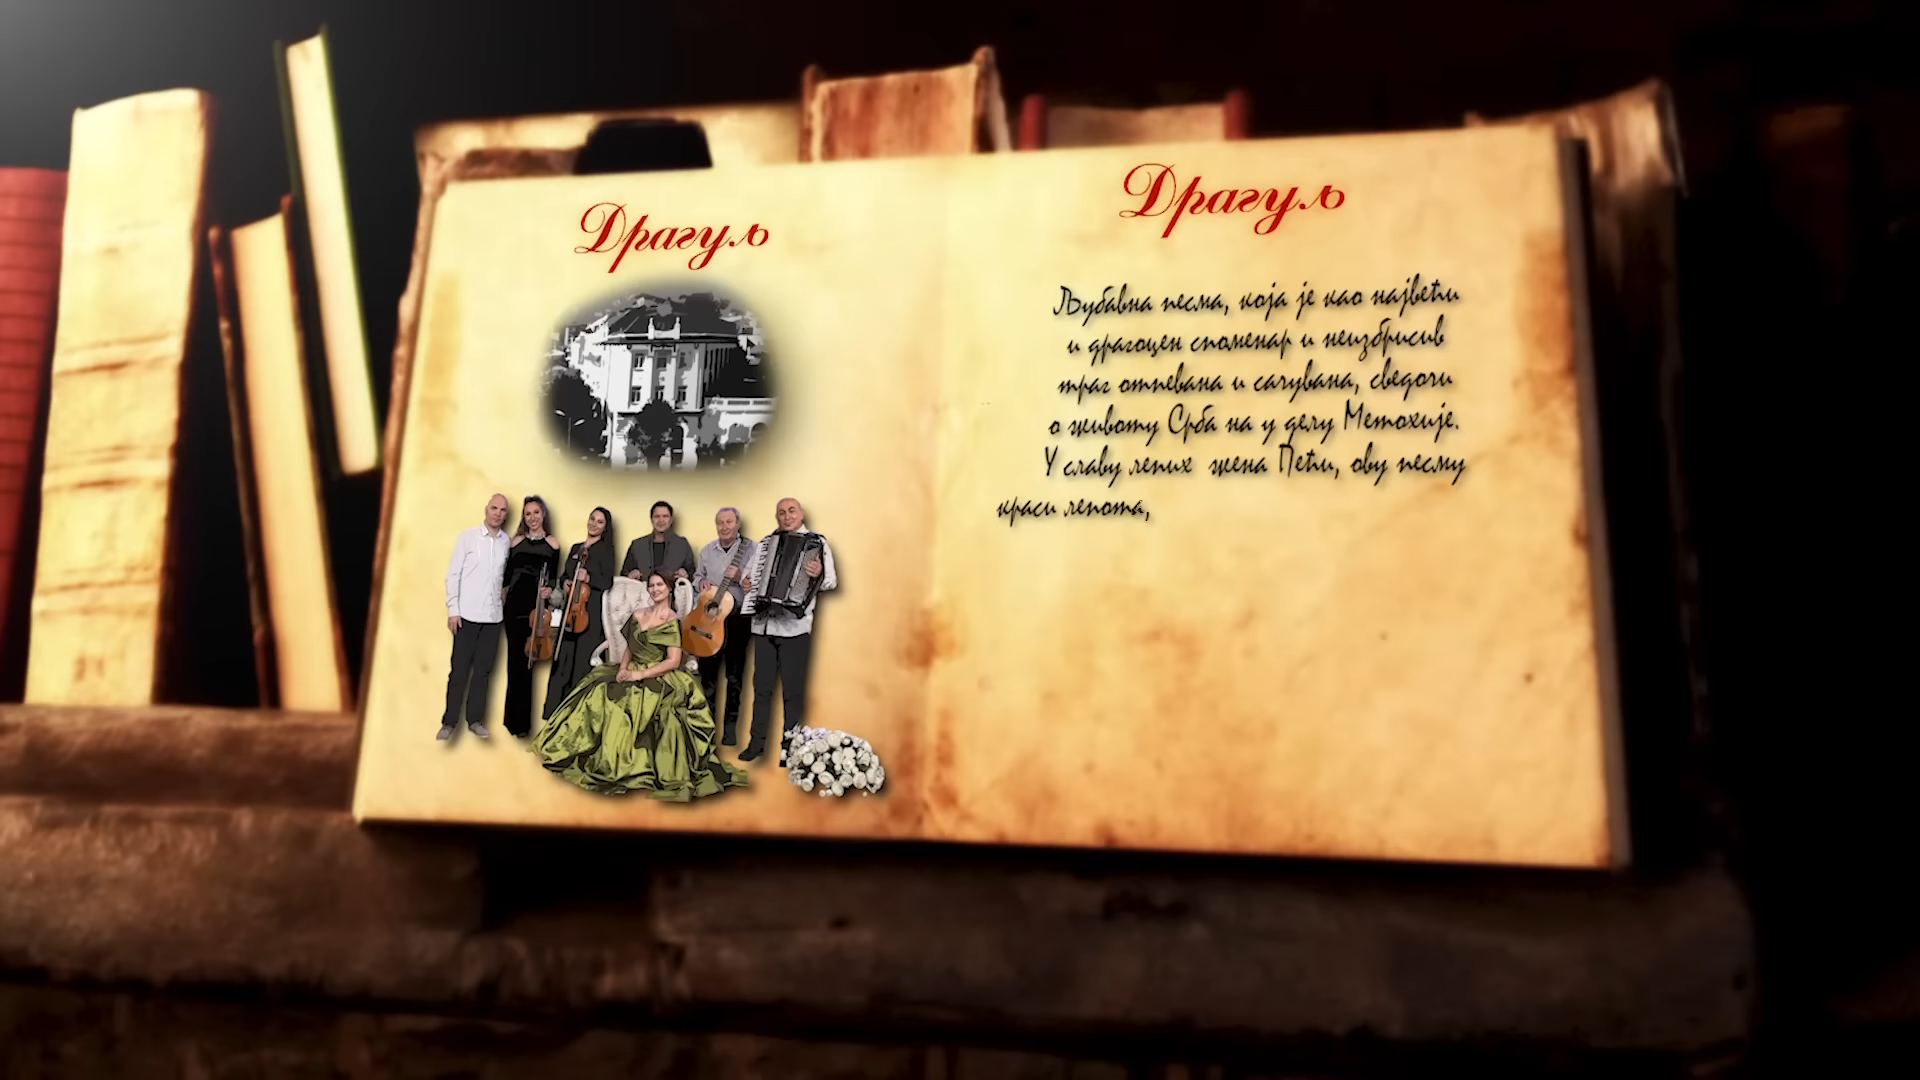 Драгуљ
Драгуљ
Љубавна песма, која је као највећи
и драгоцен споменар и неизбрисив
траг отпевана и сачувана, сведочи
о животу Срба на у делу Метохије.
У славу лепих жена Пећи, ову песму
краси лепота,